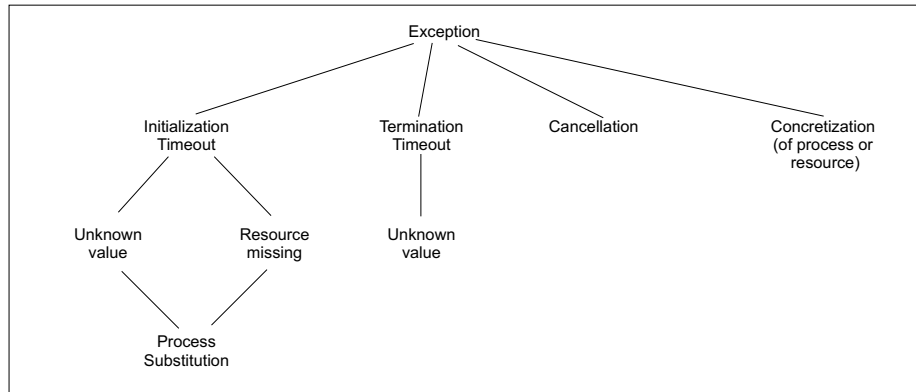 Exception
Initialization
Timeout
Termination
Timeout
Cancellation
Concretization
(of process or
resource)
Unknown
value
Resource
missing
Unknown
value
Process
Substitution